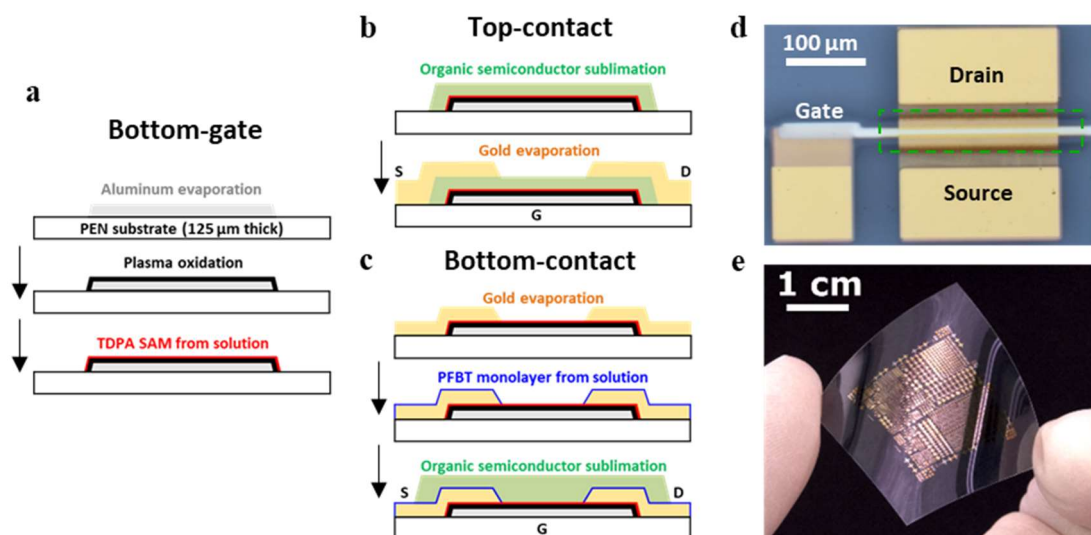 a
Bottom-gate
Aluminum evaporation
PEN substrate (125 µm thick)
Plasma oxidation
TDPA SAM from solution
b
Top-contact
Organic semiconductor sublimation
Gold evaporation
S
D
G
c
Bottom-contact
Gold evaporation
PFBT monolayer from solution
Organic semiconductor sublimation
S
D
G
d
100 µm
Drain
Gate
Source
e
1 cm